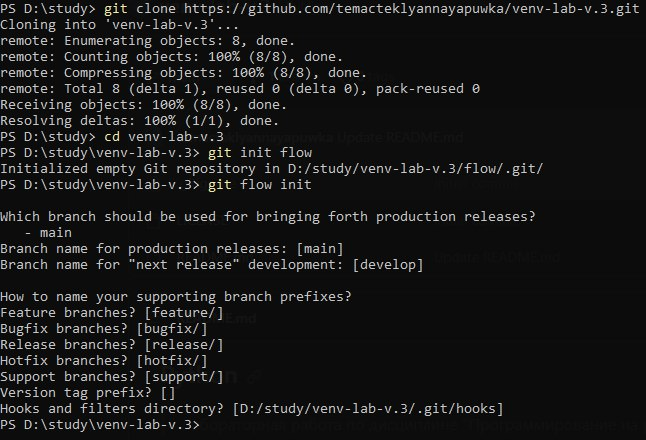 PS D:\study> git clone https://github.com/temacteklyannayapuwka/venv-lab-v.3.git
Cloning into 'venv-lab-v.3'...
remote: Enumerating objects: 8, done.
remote: Counting objects: 100% (8/8), done.
remote: Compressing objects: 100% (8/8), done.
remote: Total 8 (delta 1), reused 0 (delta 0), pack-reused 0
Receiving objects: 100% (8/8), done.
Resolving deltas: 100% (1/1), done.
PS D:\study> cd venv-lab-v.3
PS D:\study\venv-lab-v.3> git init flow
Initialized empty Git repository in D:/study/venv-lab-v.3/flow/.git/
PS D:\study\venv-lab-v.3> git flow init

Which branch should be used for bringing forth production releases?
   - main
Branch name for production releases: [main]
Branch name for "next release" development: [develop]

How to name your supporting branch prefixes?
Feature branches? [feature/]
Bugfix branches? [bugfix/]
Release branches? [release/]
Hotfix branches? [hotfix/]
Support branches? [support/]
Version tag prefix? []
Hooks and filters directory? [D:/study/venv-lab-v.3/.git/hooks]
PS D:\study\venv-lab-v.3>